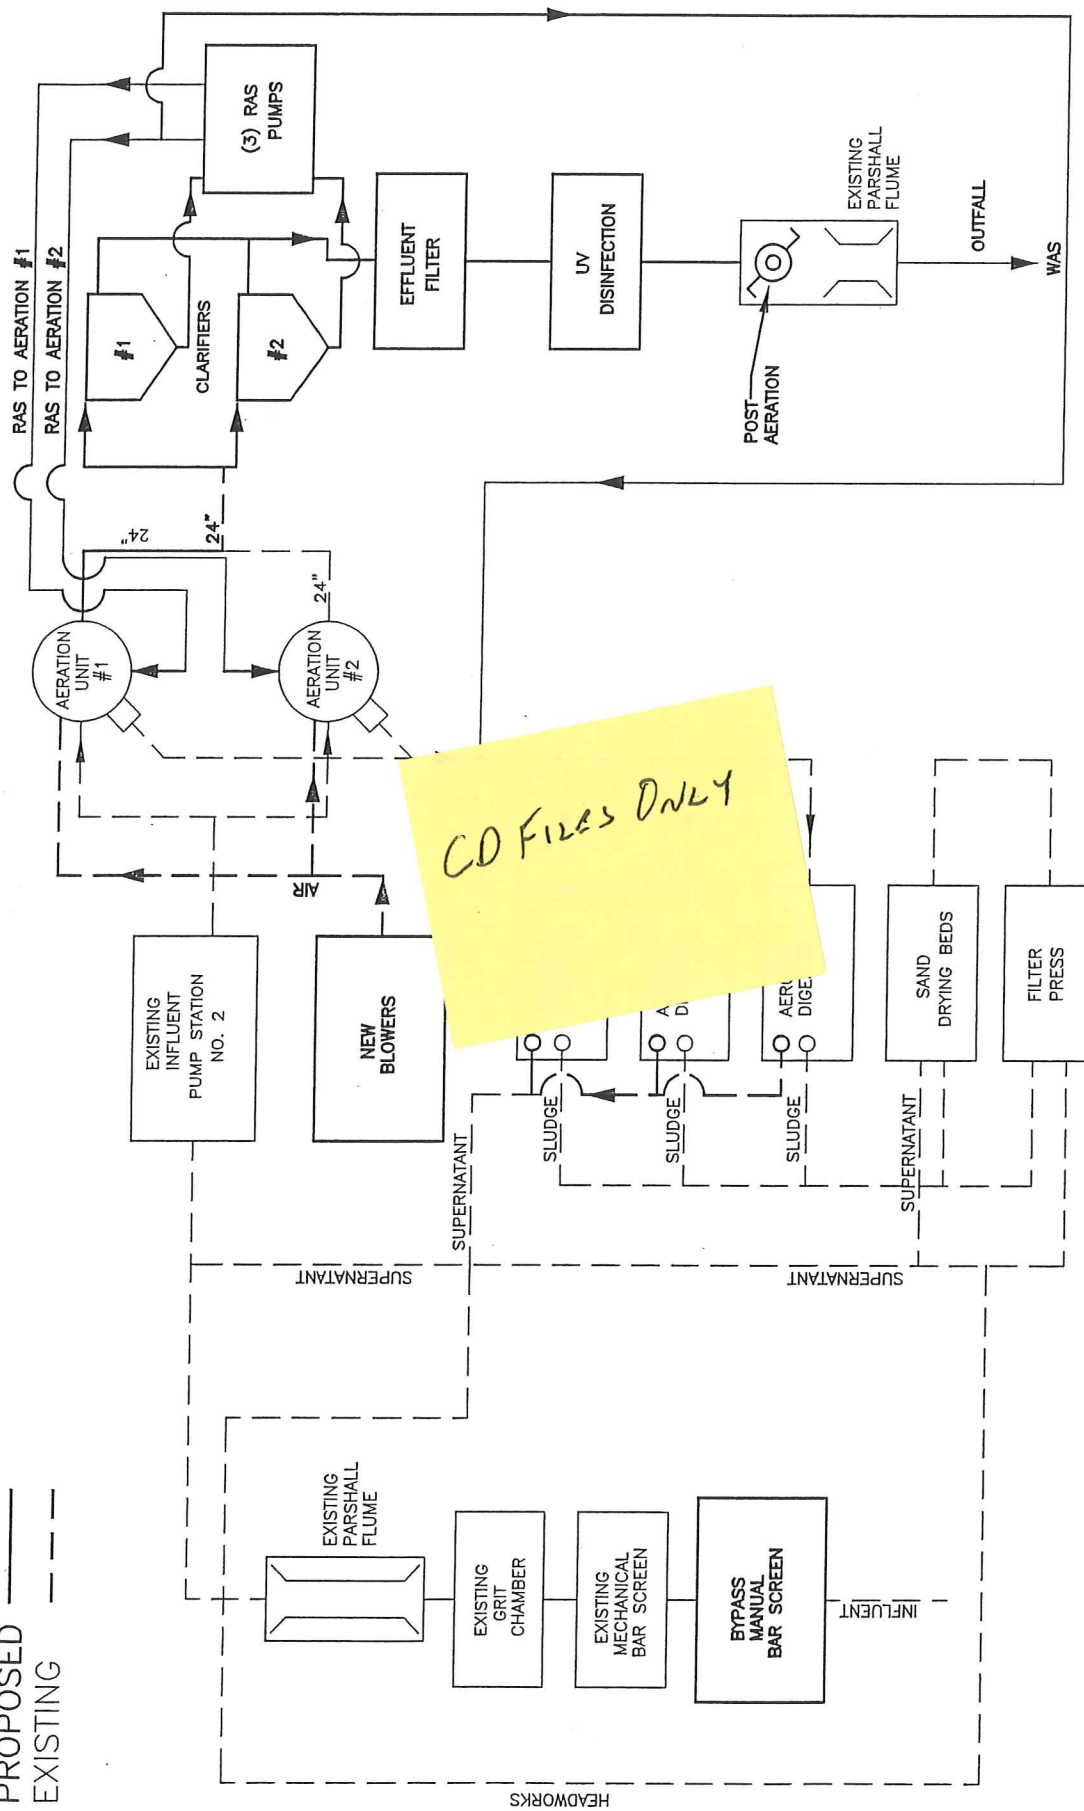 PROPOSED
EXISTING
RAS TO AERATION #1
RAS TO AERATION #2
(3) RAS
PUMPS
#1
CLARIFIERS
#2
EFFLUENT
FILTER
UV
DISINFECTION
POST
AERATION
EXISTING
PARSHALL
FLUME
OUTFALL
WAS
24"
24"
24"
AERATION
UNIT
#1
AERATION
UNIT
#2
AIR
EXISTING
INFLUENT
PUMP STATION
NO. 2
NEW
BLOWERS
CD FILES ONLY
SUPERNATANT
SUPERNATANT
SUPERNATANT
SUPERNATANT
SLUDGE
SLUDGE
SLUDGE
SAND
DRYING BEDS
FILTER
PRESS
EXISTING
PARSHALL
FLUME
EXISTING
GRIT
CHAMBER
EXISTING
MECHANICAL
BAR SCREEN
BYPASS
MANUAL
BAR SCREEN
INFLUENT
HEADWORKS